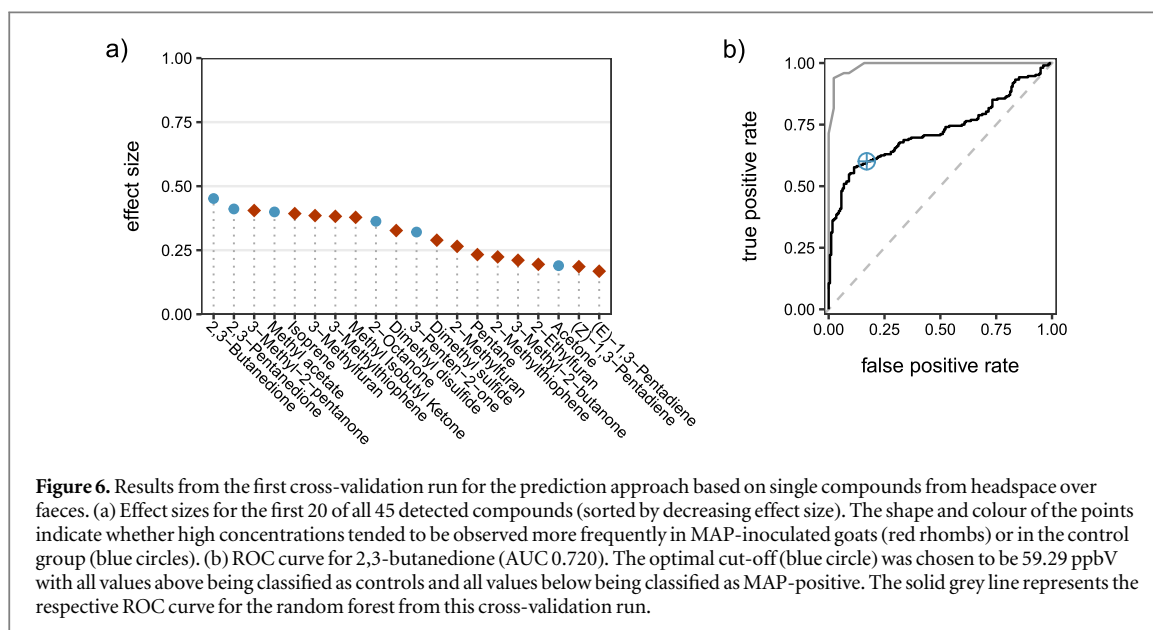 a)
1.00
0.75
0.50
0.25
0.00
effect size
2,3−Butanedione
2,3−Pentanedione
3−Methyl−2−pentanone
Methyl acetate
Isoprene
3−Methylfuran
3−Methylthiophene
Methyl Isobutyl Ketone
2−Octanone
Dimethyl disulfide
3−Penten−2−one
Dimethyl sulfide
2−Methylfuran
Pentane
2−Methylthiophene
3−Methyl−2−butanone
2−Ethylfuran
Acetone
(Z)−1,3−Pentadiene
(E)−1,3−Pentadiene
b)
1.00
0.75
0.50
0.25
0.00
true positive rate
0.00 0.25 0.50 0.75 1.00
false positive rate
Figure 6. Results from the first cross-validation run for the prediction approach based on single compounds from headspace over
faeces. (a) Effect sizes for the first 20 of all 45 detected compounds (sorted by decreasing effect size). The shape and colour of the points
indicate whether high concentrations tended to be observed more frequently in MAP-inoculated goats (red rhombs) or in the control
group (blue circles). (b) ROC curve for 2,3-butanedione (AUC 0.720). The optimal cut-off (blue circle) was chosen to be 59.29 ppbV
with all values above being classified as controls and all values below being classified as MAP-positive. The solid grey line represents the
respective ROC curve for the random forest from this cross-validation run.